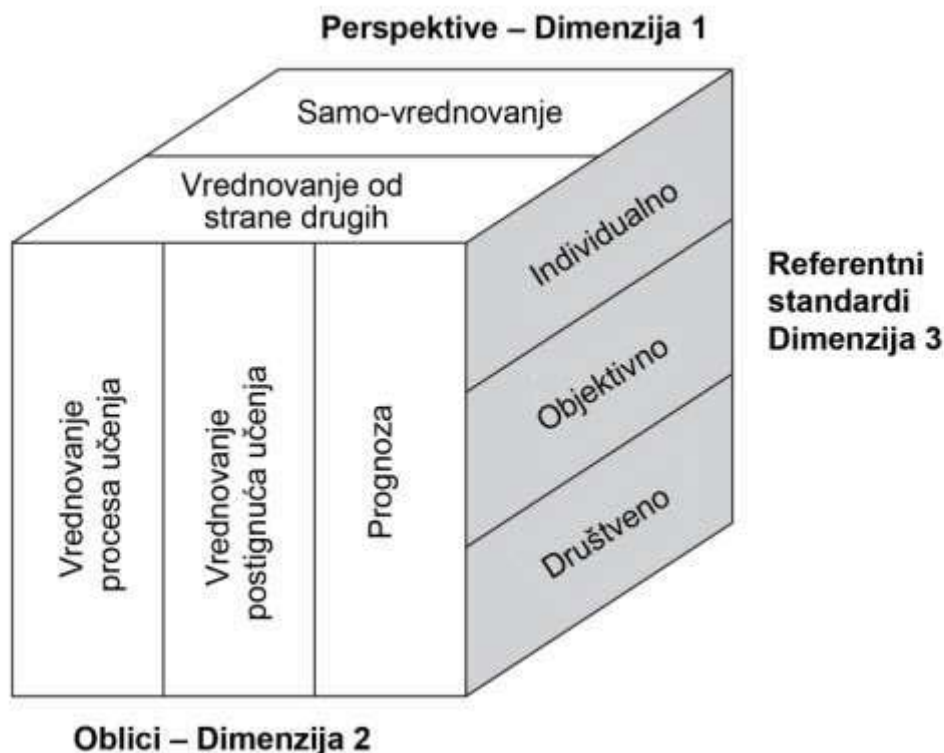 Perspektive – Dimenzija 1
Samo-vrednovanje
Vrednovanje od
strane drugih
Individualno
Objektivno
Društveno
Referentni
standardi
Dimenzija 3
Vrednovanje
procesa učenja
Vrednovanje
postignuća učenja
Prognoza
Oblici – Dimenzija 2